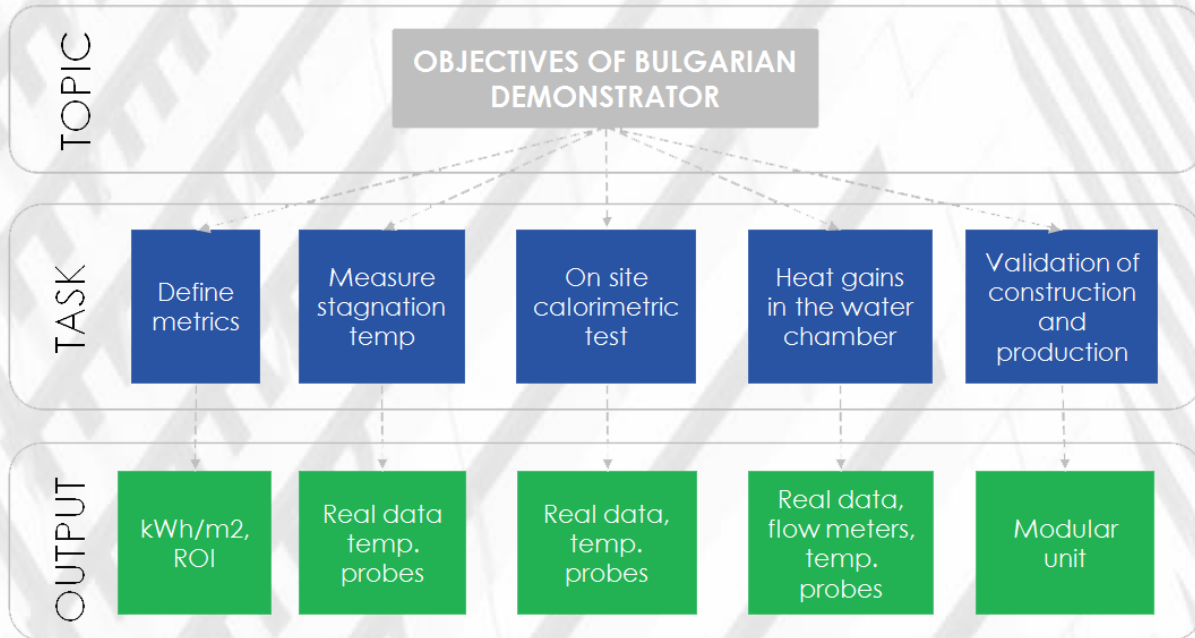 TOPIC
OBJECTIVES OF BULGARIAN
DEMONSTRATOR
TASK
Define
metrics
Measure
stagnation
temp
On site
calorimetric
test
Heat gains
in the water
chamber
Validation of
construction
and
production
OUTPUT
kWh/m2,
ROI
Real data
temp.
probes
Real data,
temp.
probes
Real data,
flow meters,
temp.
probes
Modular
unit